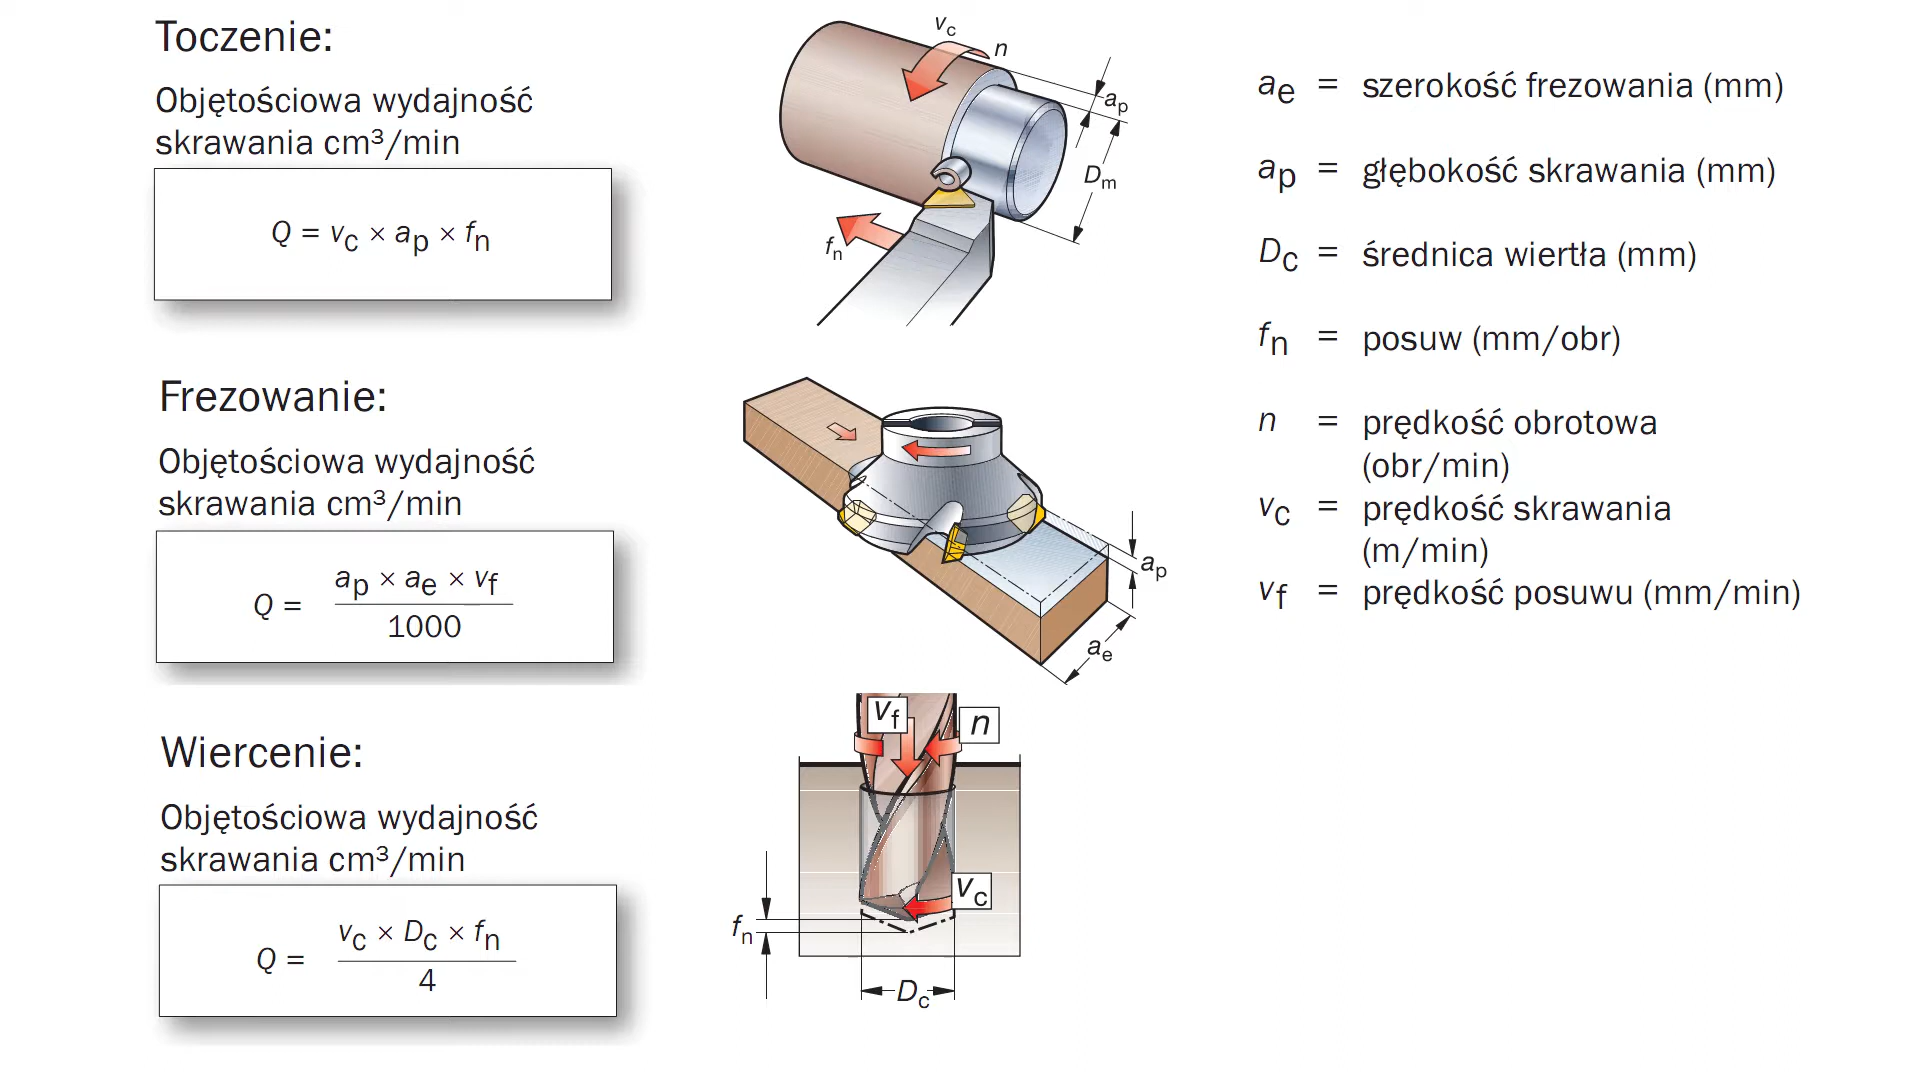 Toczenie:
Objętościowa wydajność
skrawania cm³/min
Q = vc × ap × fn
vc
n
ap
Dm
fn
Frezowanie:
Objętościowa wydajność
skrawania cm³/min
Q = ap × ae × vf
1000
ap
ae
Wiercenie:
Objętościowa wydajność
skrawania cm³/min
Q = vc × Dc × fn
4
vf
n
vc
fn
Dc
ae = szerokość frezowania (mm)
ap = głębokość skrawania (mm)
Dc = średnica wiertła (mm)
fn = posuw (mm/obr)
n = prędkość obrotowa
(obr/min)
vc = prędkość skrawania
(m/min)
vf = prędkość posuwu (mm/min)